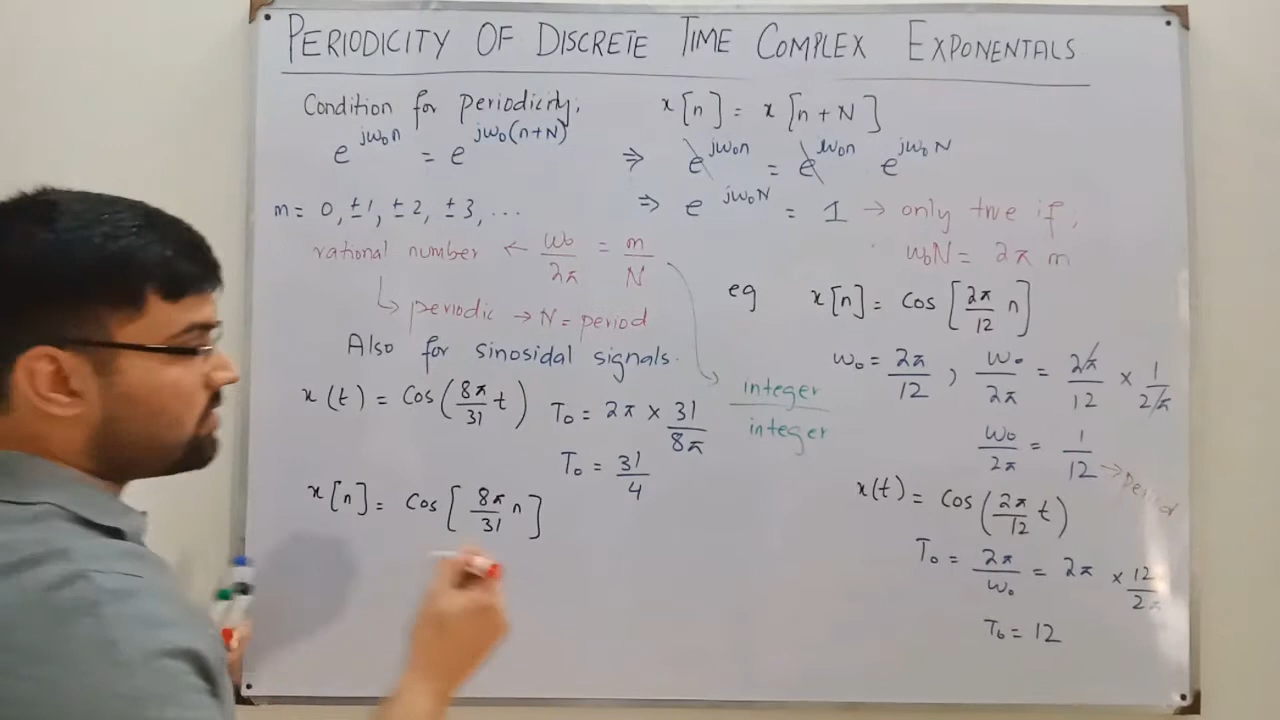 PERIODICITY OF DISCRETE TIME COMPLEX EXPONENTALS
Condition for periodicity,
x[n] = x[n+N]
e^{jω₀n} = e^{jω₀(n+N)}
⇒ e^{jω₀n} = e^{jω₀n} e^{jω₀N}
⇒ e^{jω₀N} = 1 → only true if,
ω₀N = 2π m
m = 0, ±1, ±2, ±3, ...
rational number ← ω₀/2π = m/N
↳ periodic → N = period
integer/integer
Also for sinosidal signals.
x(t) = Cos(8π/31 t)
T₀ = 2π × 31/8π
T₀ = 31/4
x[n] = Cos[8π/31 n]
eg x[n] = Cos[2π/12 n]
ω₀ = 2π/12, ω₀/2π = 2π/12 × 1/2π
ω₀/2π = 1/12 → Period
x(t) = Cos(2π/12 t)
T₀ = 2π/ω₀ = 2π × 12/2π
T₀ = 12